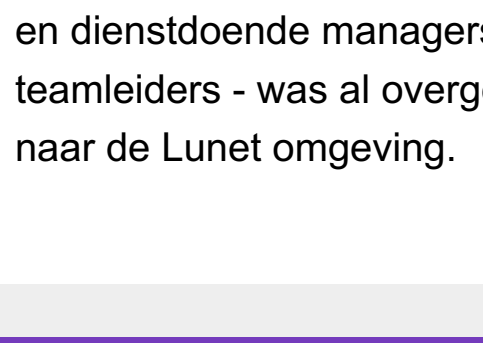 en dienstdoende managers
teamleiders - was al
naar de Lunet omgeving.